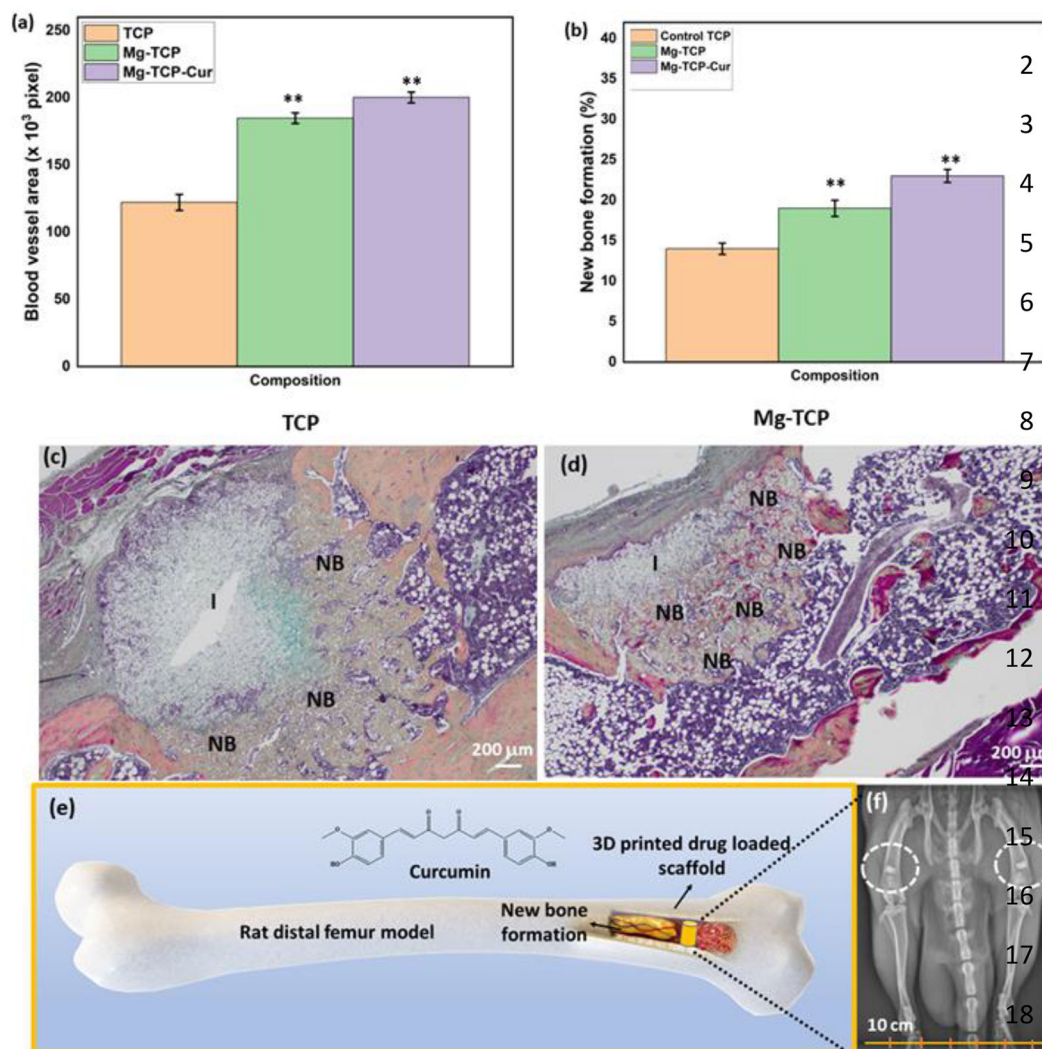 (a)
250
200
150
100
50
0
Blood vessel area (x 10³ pixel)
TCP
Mg-TCP
Mg-TCP-Cur
**
**
Composition
(b)
40
35
30
25
20
15
10
5
0
New bone formation (%)
Control TCP
Mg-TCP
Mg-TCP-Cur
**
**
Composition
2
3
4
5
6
7
8
9
10
11
12
13
14
15
16
17
18
TCP
Mg-TCP
(c)
I
NB
NB
NB
200 µm
(d)
NB
I
NB
NB
NB
NB
200 µm
(e)
O
O
O
O
HO
OH
Curcumin
3D printed drug loaded
scaffold
New bone
formation
Rat distal femur model
(f)
10 cm